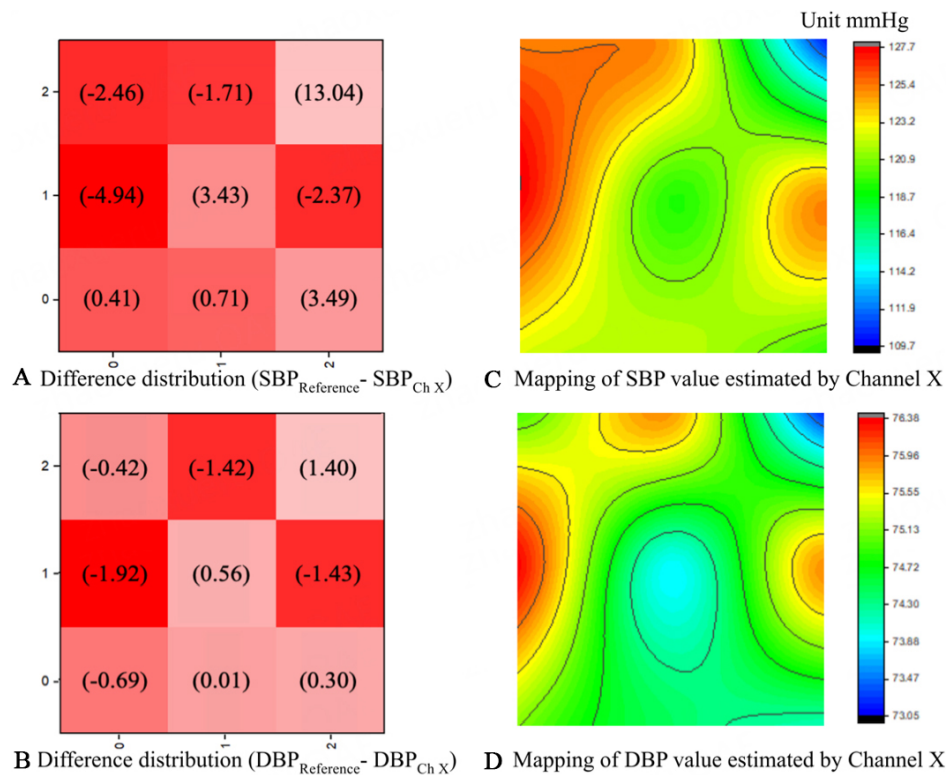 Unit mmHg
2
1
0
(-2.46) (-1.71) (13.04)
(-4.94) (3.43) (-2.37)
(0.41) (0.71) (3.49)
0 1 2
127.7
125.4
123.2
120.9
118.7
116.4
114.2
111.9
109.7
A Difference distribution (SBPReference- SBPCh X)
C Mapping of SBP value estimated by Channel X
2
1
0
(-0.42) (-1.42) (1.40)
(-1.92) (0.56) (-1.43)
(-0.69) (0.01) (0.30)
0 1 2
76.38
75.96
75.55
75.13
74.72
74.30
73.88
73.47
73.05
B Difference distribution (DBPReference- DBPCh X)
D Mapping of DBP value estimated by Channel X